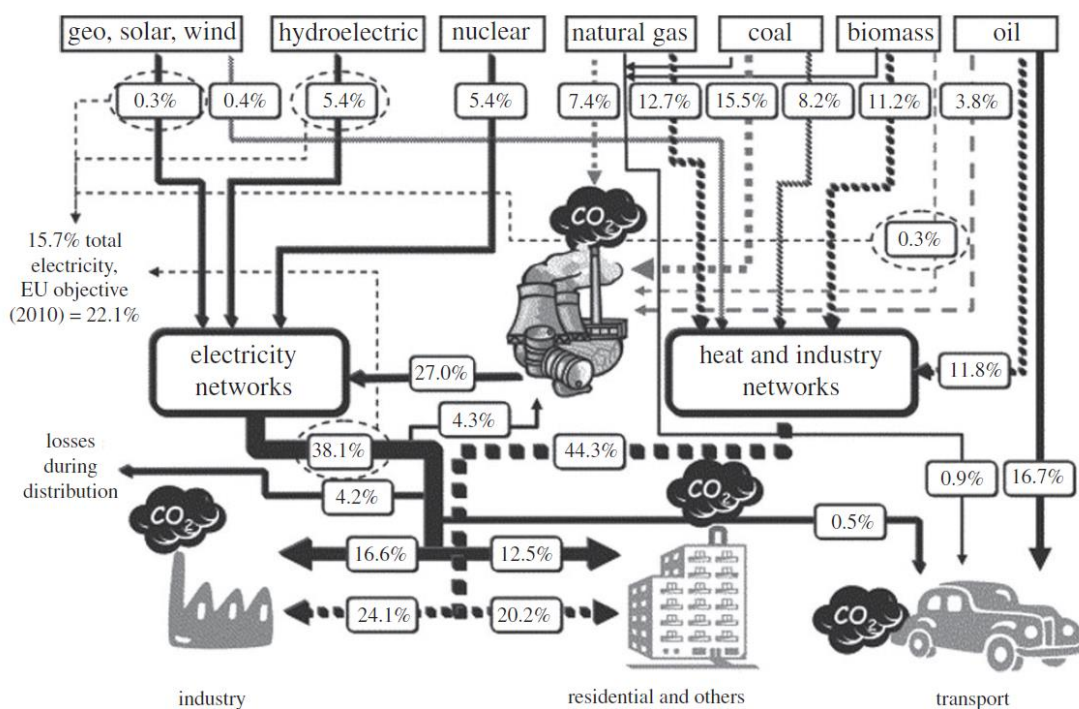 geo, solar, wind
hydroelectric
nuclear
natural gas
coal
biomass
oil
0.3%
0.4%
5.4%
5.4%
7.4%
12.7%
15.5%
8.2%
11.2%
3.8%
CO2
0.3%
15.7% total
electricity,
EU objective
(2010) = 22.1%
electricity
networks
27.0%
heat and industry
networks
11.8%
4.3%
losses
during
distribution
38.1%
44.3%
4.2%
CO2
CO2
0.9%
16.7%
0.5%
16.6%
12.5%
24.1%
20.2%
CO2
industry
residential and others
transport